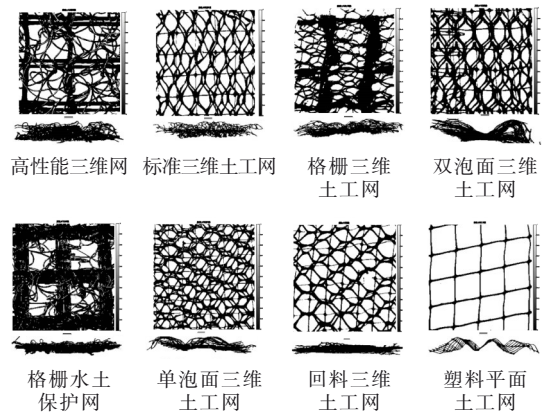 高性能三维网
标准三维土工网
格栅三维
土工网
双泡面三维
土工网
格栅水土
保护网
单泡面三维
土工网
回料三维
土工网
塑料平面
土工网